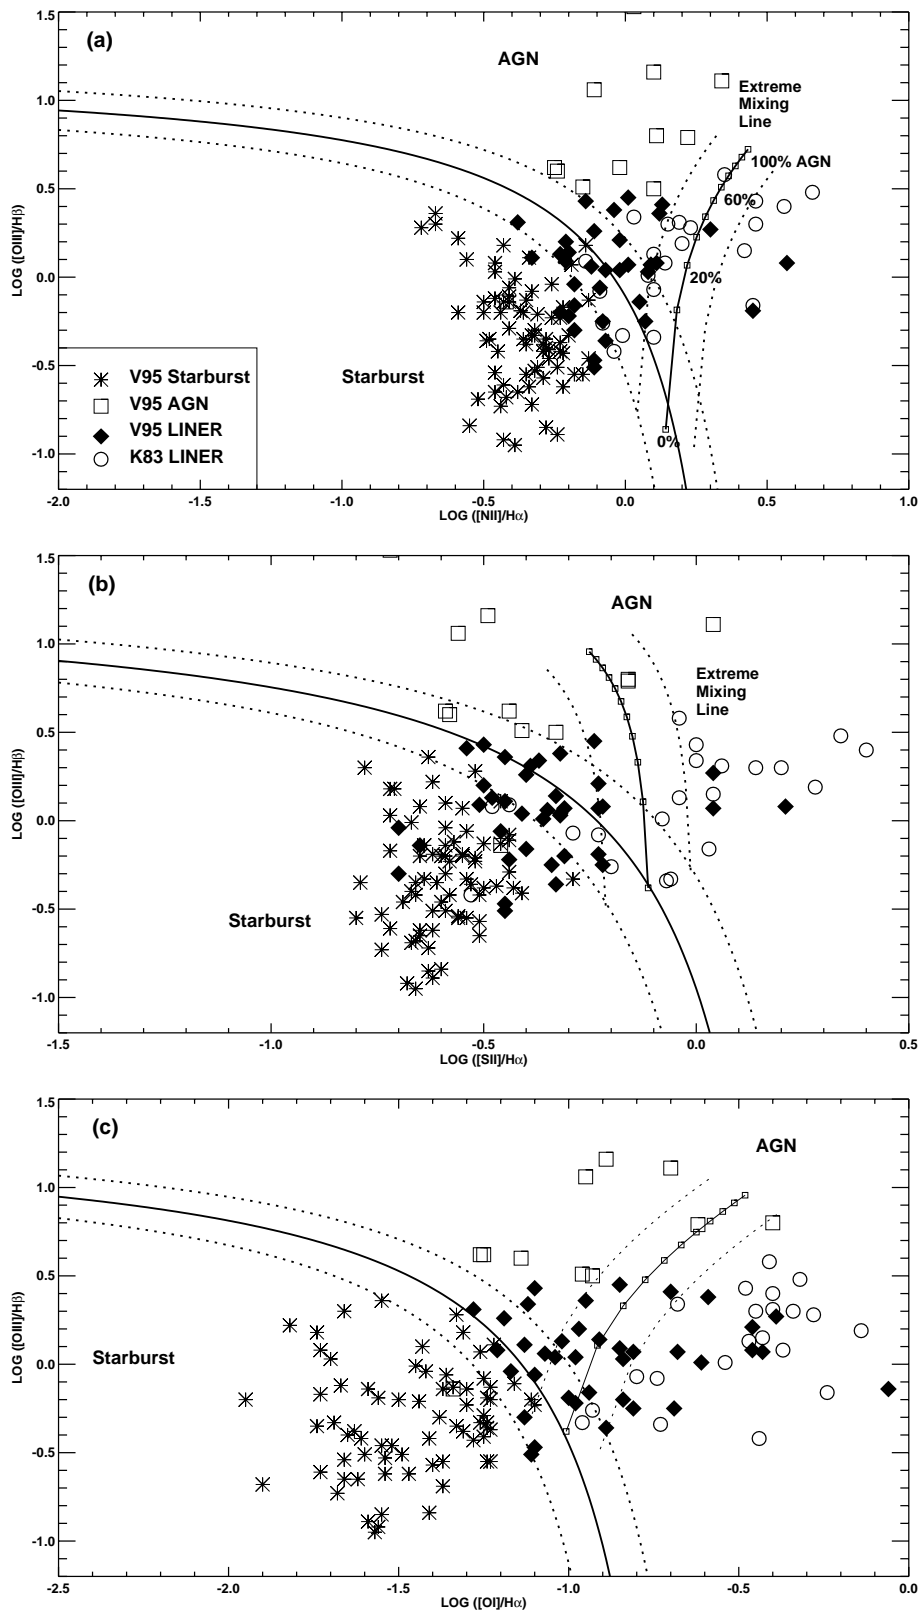 1.5
(a)
AGN
Extreme
Mixing
Line
1.0
100% AGN
60%
0.5
20%
0.0
LOG ([OIII]/Hβ)
-0.5
Starburst
V95 Starburst
V95 AGN
V95 LINER
K83 LINER
0%
-1.0
-2.0 -1.5 -1.0 -0.5 0.0 0.5 1.0
LOG ([NII]/Hα)
1.5
(b)
AGN
Extreme
Mixing
Line
1.0
0.5
0.0
LOG ([OIII]/Hβ)
-0.5
Starburst
-1.0
-1.5 -1.0 -0.5 0.0 0.5
LOG ([SII]/Hα)
1.5
(c)
AGN
1.0
0.5
0.0
LOG ([OIII]/Hβ)
Starburst
-0.5
-1.0
-2.5 -2.0 -1.5 -1.0 -0.5 0.0
LOG ([OI]/Hα)